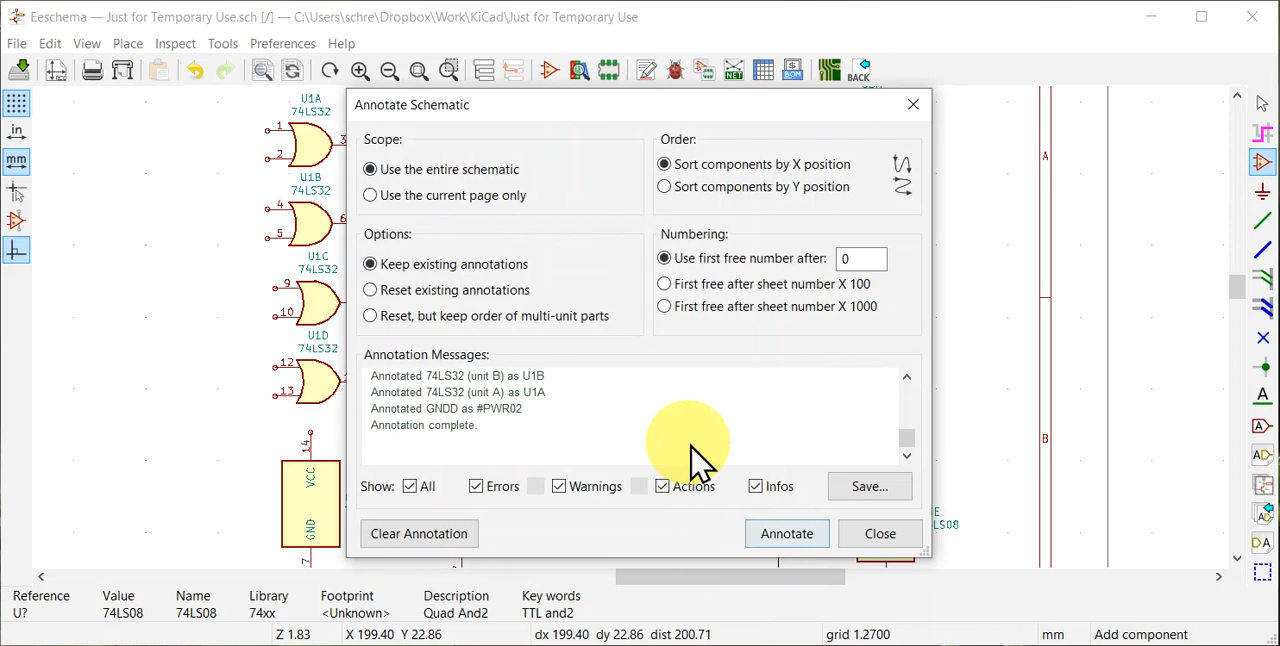 Eeschema — Just for Temporary Use.sch [/] — C:\Users\schre\Dropbox\Work\KiCad\Just for Temporary Use
File Edit View Place Inspect Tools Preferences Help
NET
$
BOM
BACK
in
mm
U1A
74LS32
1
2
3
U1B
74LS32
4
5
6
U1C
74LS32
9
10
U1D
74LS32
12
13
14
VCC
GND
7
Annotate Schematic
Scope:
Use the entire schematic
Use the current page only
Order:
Sort components by X position
Sort components by Y position
Options:
Keep existing annotations
Reset existing annotations
Reset, but keep order of multi-unit parts
Numbering:
Use first free number after: 0
First free after sheet number X 100
First free after sheet number X 1000
Annotation Messages:
Annotated 74LS32 (unit B) as U1B
Annotated 74LS32 (unit A) as U1A
Annotated GNDD as #PWR02
Annotation complete.
Show: All Errors Warnings Actions Infos Save...
Clear Annotation Annotate Close
E
LS08
A
B
A
A
AD
AD
DA
Reference Value Name Library Footprint Description Key words
U? 74LS08 74LS08 74xx <Unknown> Quad And2 TTL and2
Z 1.83 X 199.40 Y 22.86 dx 199.40 dy 22.86 dist 200.71 grid 1.2700 mm Add component